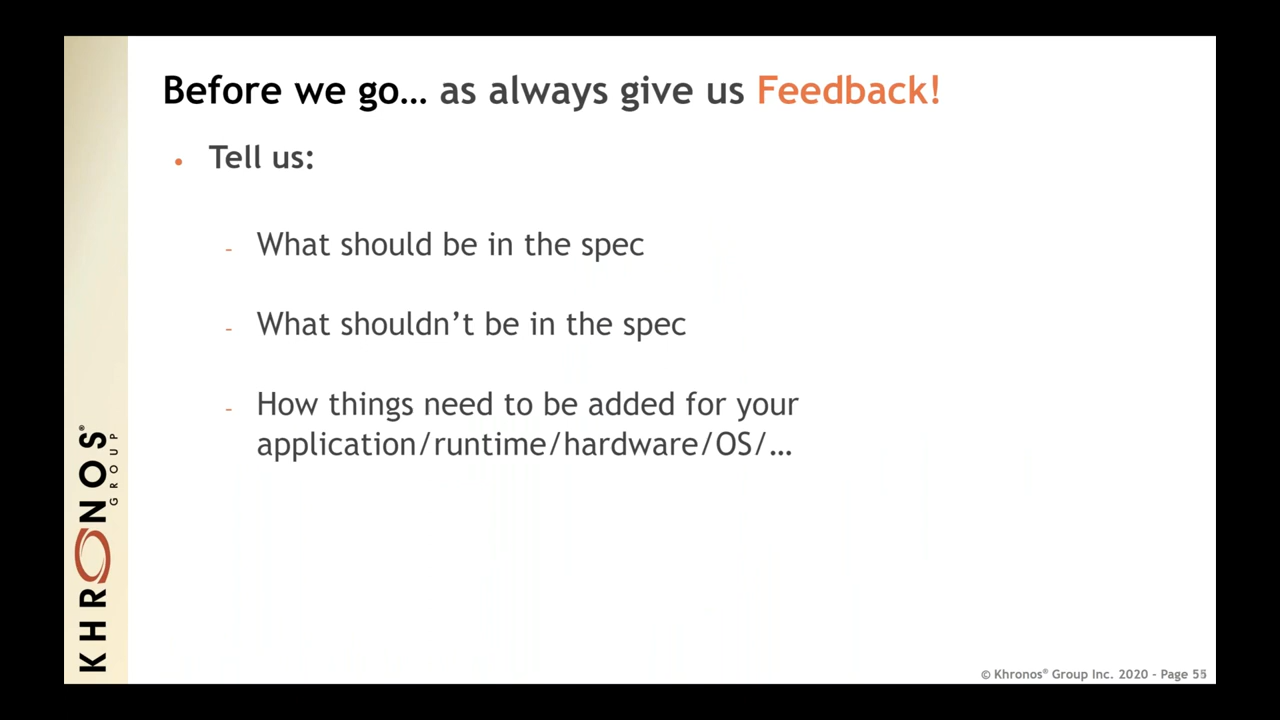 Before we go… as always give us Feedback!
• Tell us:
- What should be in the spec
- What shouldn’t be in the spec
- How things need to be added for your
application/runtime/hardware/OS/…
KHRONOS®
GROUP
© Khronos® Group Inc. 2020 - Page 55